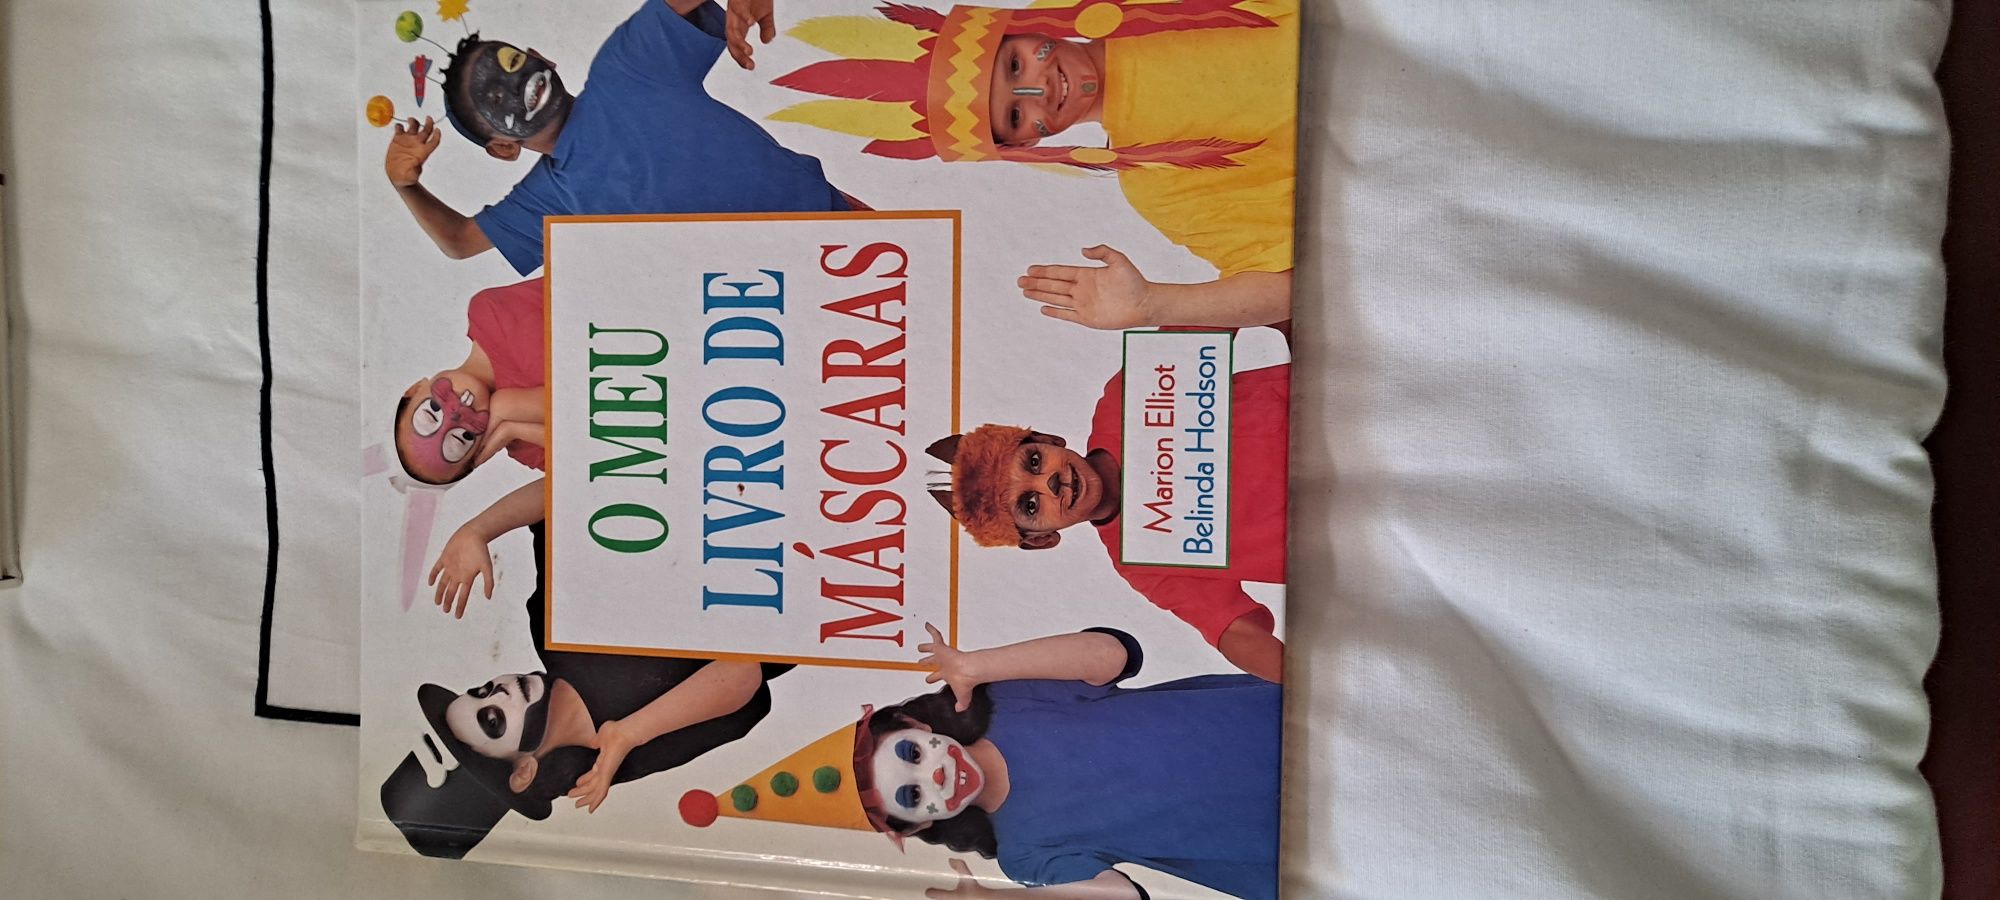 O MEU
LIVRO DE
MÁSCARAS
Marion Elliot
Belinda Hodson